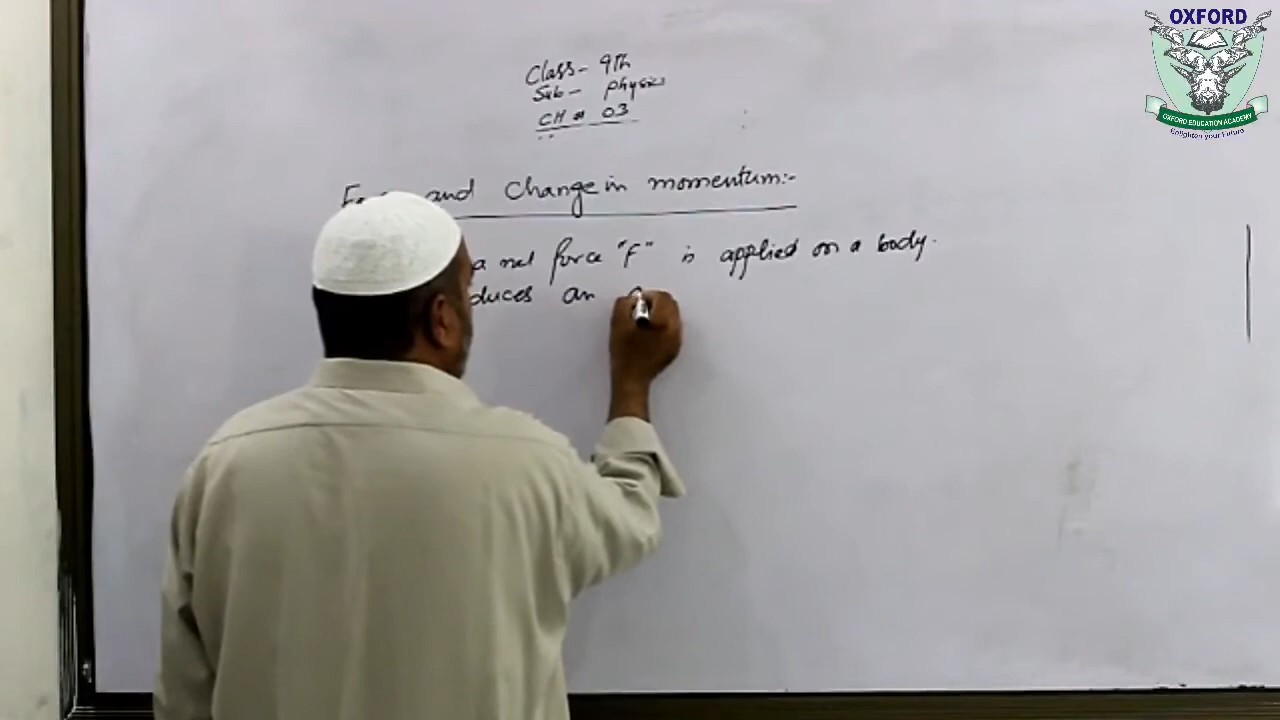 Class- 9th
Sub- physics
CH # 03
and change in momentum:-
a net force "F" is applied on a body.
duces an
OXFORD
OXFORD EDUCATION ACADEMY
Enlighten your Future